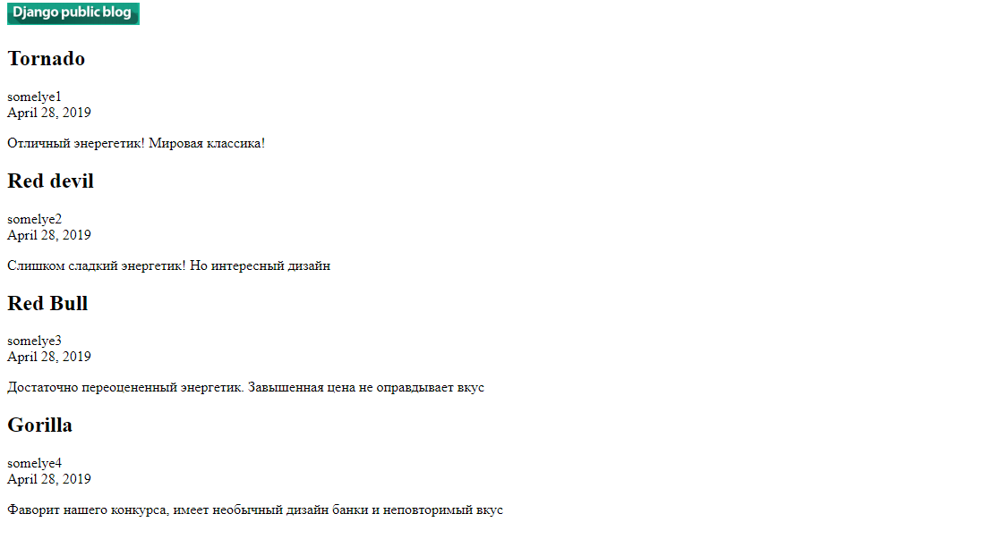 Django public blog
Tornado
somelye1
April 28, 2019
Отличный энерегетик! Мировая классика!
Red devil
somelye2
April 28, 2019
Слишком сладкий энергетик! Но интересный дизайн
Red Bull
somelye3
April 28, 2019
Достаточно переоцененный энергетик. Завышенная цена не оправдывает вкус
Gorilla
somelye4
April 28, 2019
Фаворит нашего конкурса, имеет необычный дизайн банки и неповторимый вкус